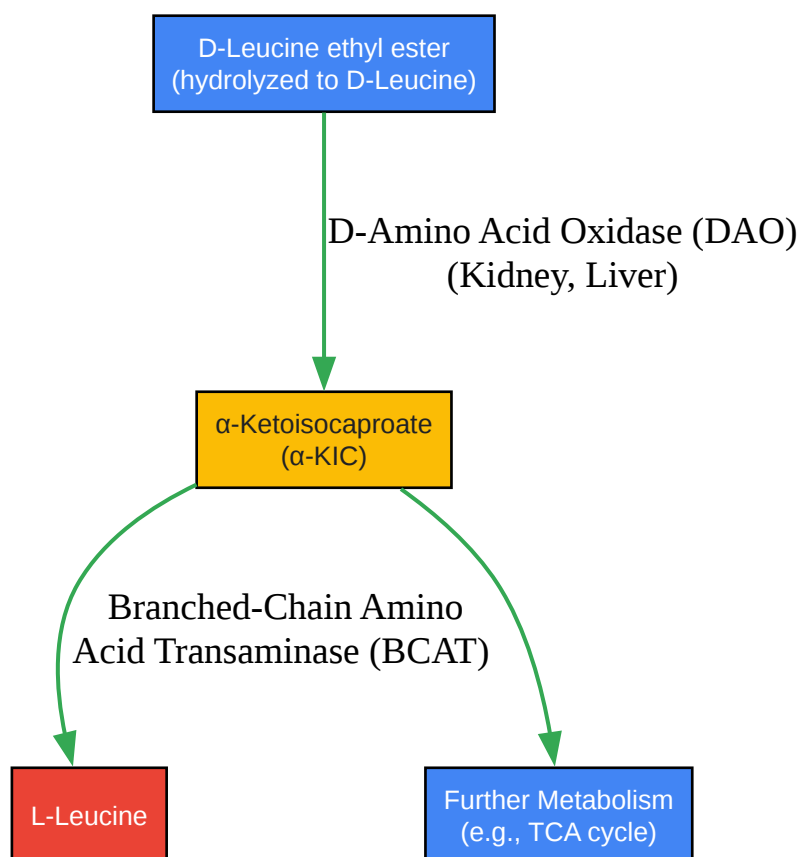 D-Leucine ethyl ester
(hydrolyzed to D-Leucine)
D-Amino Acid Oxidase (DAO)
(Kidney, Liver)
α-Ketoisocaproate
(α-KIC)
Branched-Chain Amino
Acid Transaminase (BCAT)
L-Leucine
Further Metabolism
(e.g., TCA cycle)